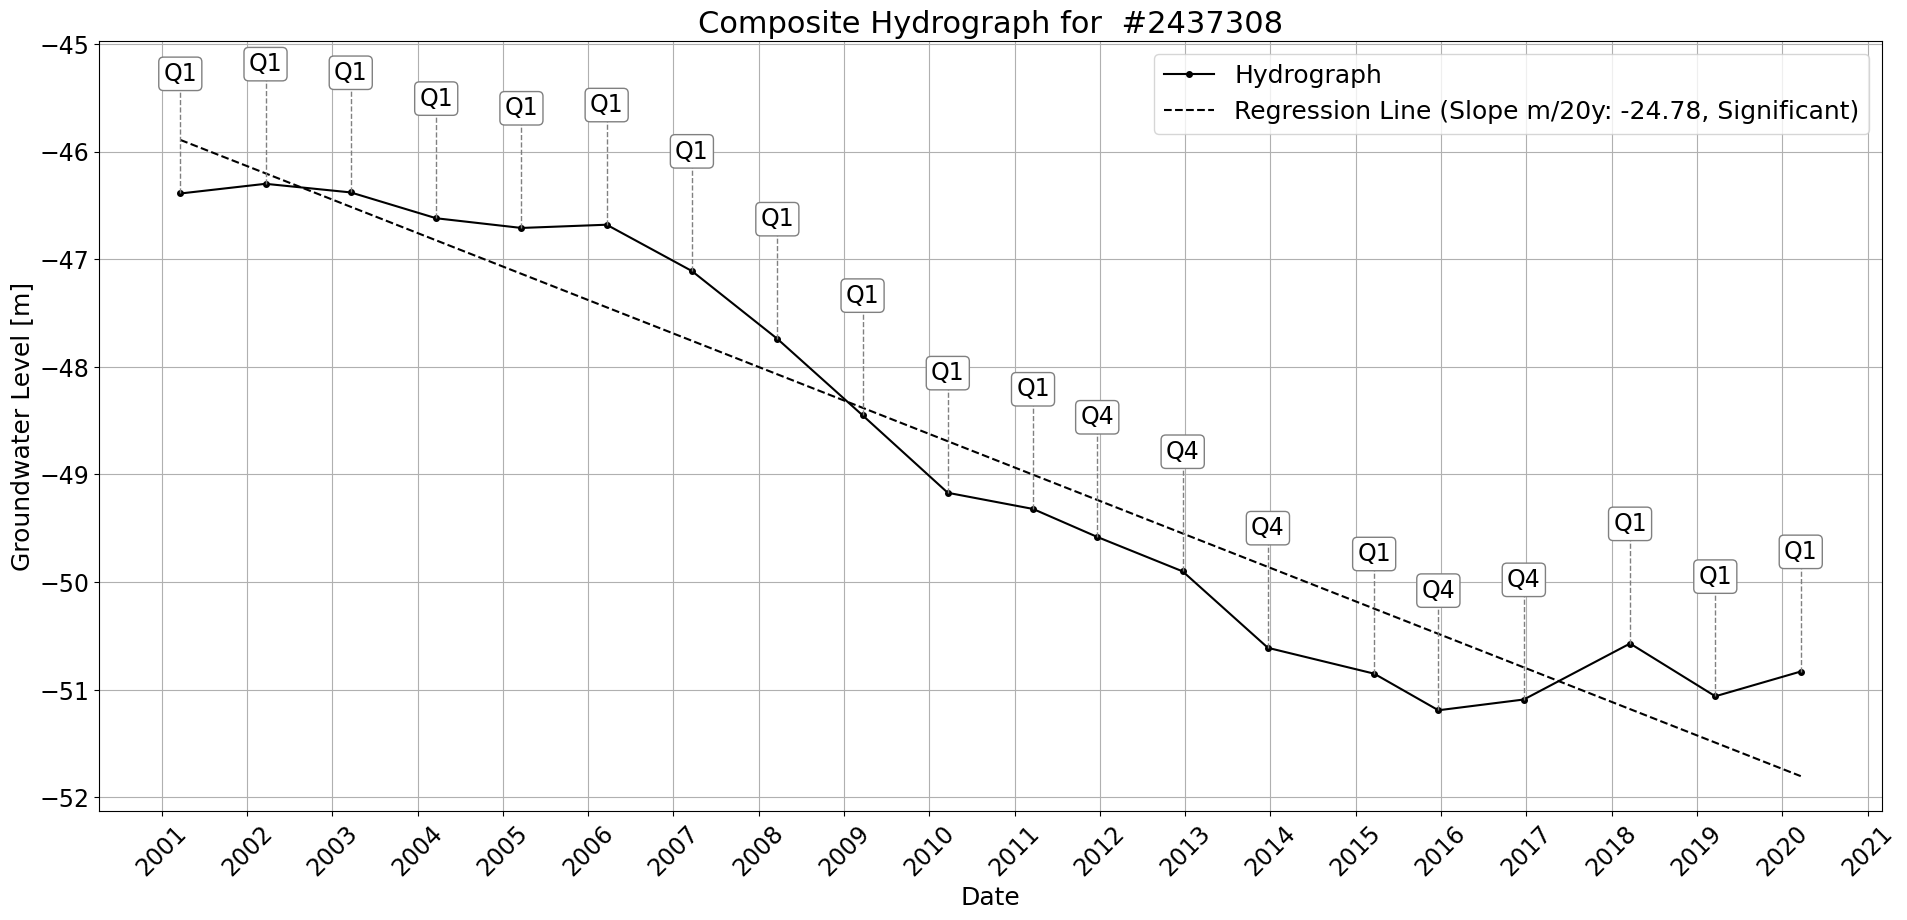 Composite Hydrograph for  #2437308
Hydrograph
Regression Line (Slope m/20y: -24.78, Significant)
Groundwater Level [m]
−45
−46
−47
−48
−49
−50
−51
−52
Q1
Q1
Q1
Q1
Q1
Q1
Q1
Q1
Q1
Q1
Q1
Q4
Q4
Q4
Q1
Q4
Q4
Q1
Q1
Q1
2001
2002
2003
2004
2005
2006
2007
2008
2009
2010
2011
2012
2013
2014
2015
2016
2017
2018
2019
2020
2021
Date